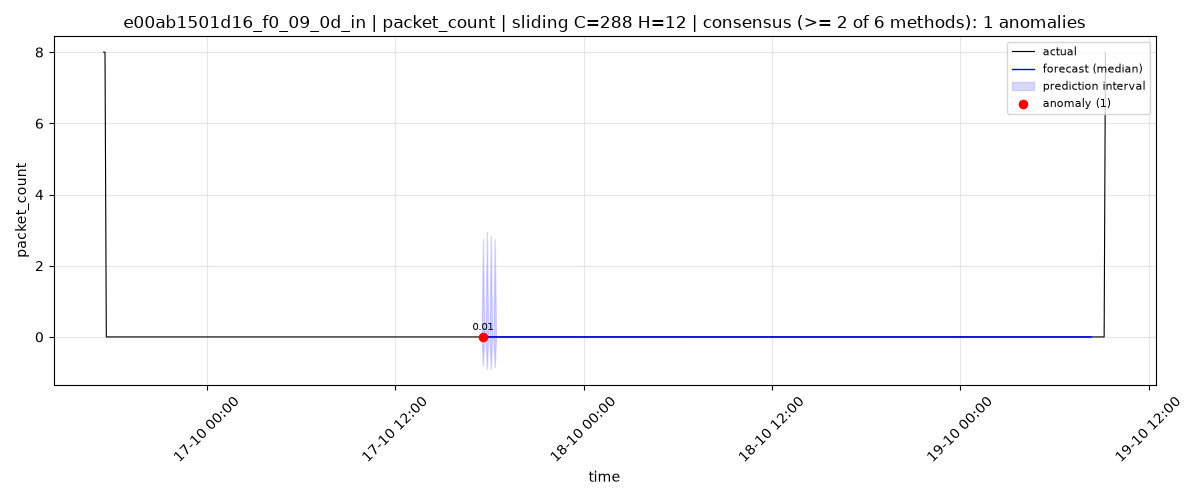 e00ab1501d16_f0_09_0d_in | packet_count | sliding C=288 H=12 | consensus (>= 2 of 6 methods): 1 anomalies
actual
forecast (median)
prediction interval
anomaly (1)
packet_count
8
6
4
2
0
0.01
17-10 00:00
17-10 12:00
18-10 00:00
18-10 12:00
19-10 00:00
19-10 12:00
time